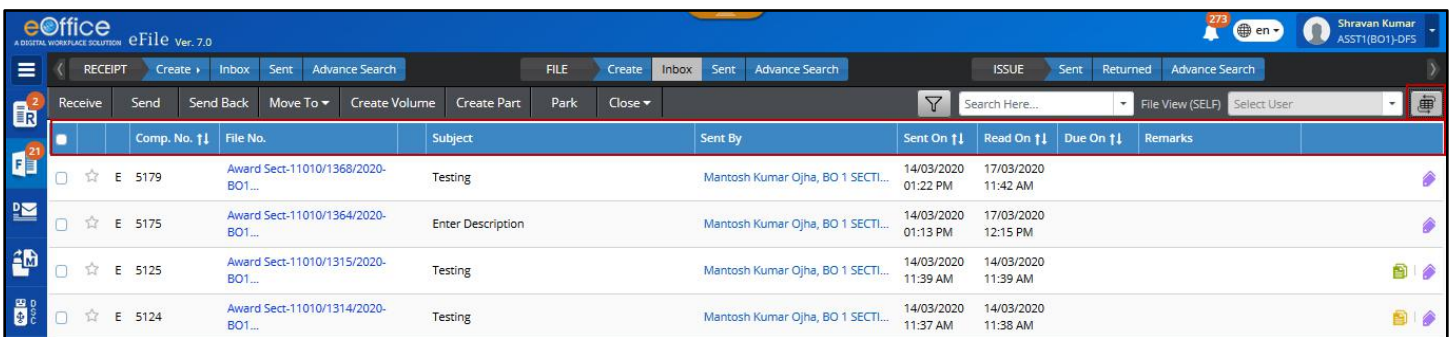 eOffice
A DIGITAL WORKPLACE SOLUTION eFile Ver. 7.0
273 en Shravan Kumar
ASST1(BO1)-DFS
RECEIPT Create Inbox Sent Advance Search FILE Create Inbox Sent Advance Search ISSUE Sent Returned Advance Search
2 R
Receive Send Send Back Move To Create Volume Create Part Park Close Search Here... File View (SELF) Select User
Comp. No. File No. Subject Sent By Sent On Read On Due On Remarks
21 F
E 5179 Award Sect-11010/1368/2020-BO1... Testing Mantosh Kumar Ojha, BO 1 SECTI... 14/03/2020 01:22 PM 17/03/2020 11:42 AM
D
E 5175 Award Sect-11010/1364/2020-BO1... Enter Description Mantosh Kumar Ojha, BO 1 SECTI... 14/03/2020 01:13 PM 17/03/2020 12:15 PM
M
E 5125 Award Sect-11010/1315/2020-BO1... Testing Mantosh Kumar Ojha, BO 1 SECTI... 14/03/2020 11:39 AM 14/03/2020 11:39 AM
DSC
E 5124 Award Sect-11010/1314/2020-BO1... Testing Mantosh Kumar Ojha, BO 1 SECTI... 14/03/2020 11:37 AM 14/03/2020 11:38 AM